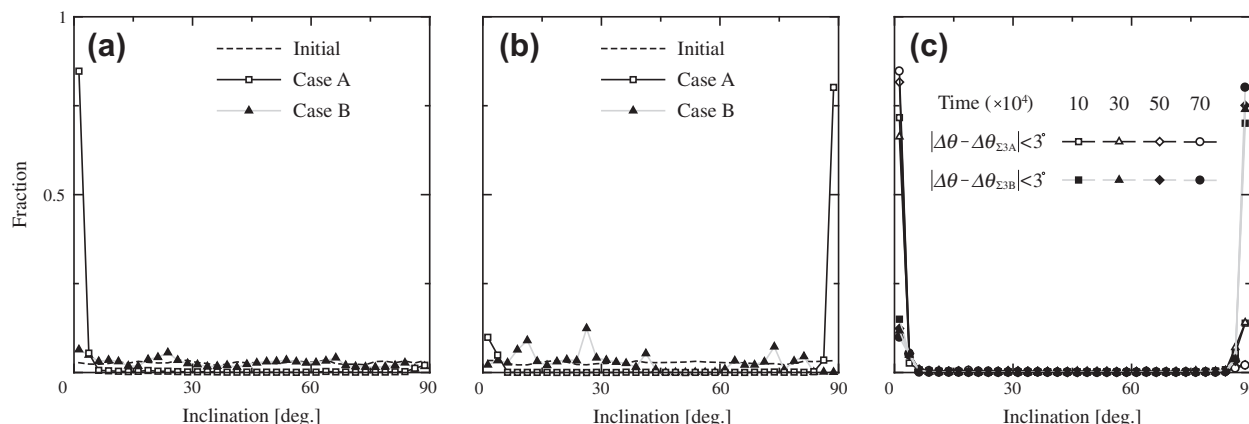 1
0.5
Fraction
(a)
Initial
Case A
Case B
0
30
60
90
Inclination [deg.]
(b)
Initial
Case A
Case B
0
30
60
90
Inclination [deg.]
(c)
Time (×10⁴) 10 30 50 70
|Δθ−Δθ_Σ3A|<3°
|Δθ−Δθ_Σ3B|<3°
0
30
60
9
Inclination [deg.]